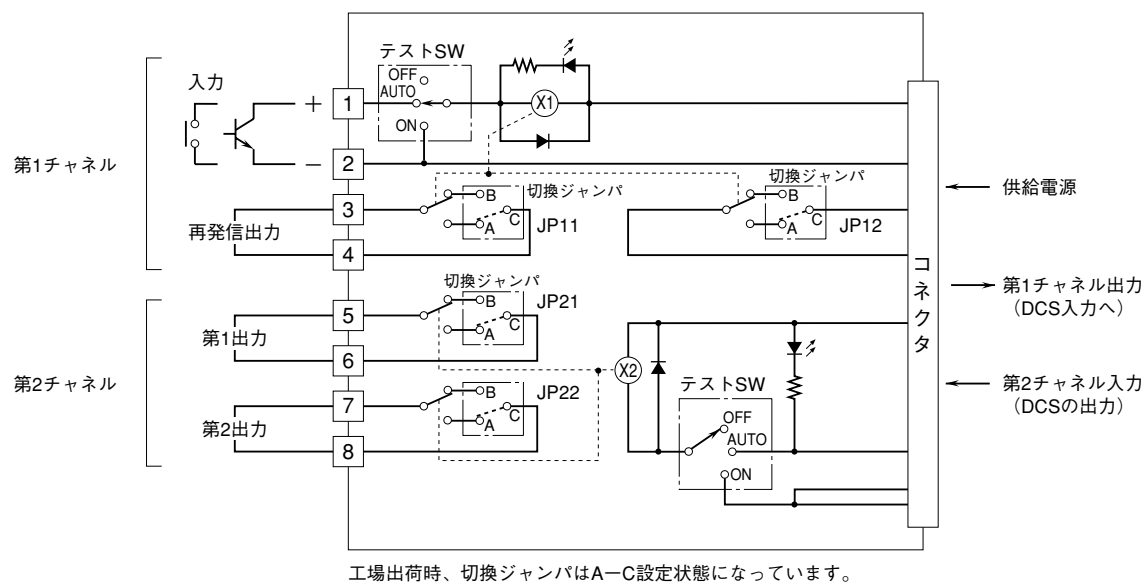 テストSW
OFF
AUTO
ON
X1
入力
+
−
1
2
第1チャネル
3
再発信出力
4
切換ジャンパ
B
A
C
JP11
切換ジャンパ
B
A
C
JP12
供給電源
コネクタ
第1チャネル出力
(DCS入力へ)
第2チャネル入力
(DCSの出力)
第2チャネル
5
第1出力
6
切換ジャンパ
B
A
C
JP21
7
第2出力
8
B
A
C
JP22
X2
テストSW
OFF
AUTO
ON
工場出荷時、切換ジャンパはA−C設定状態になっています。